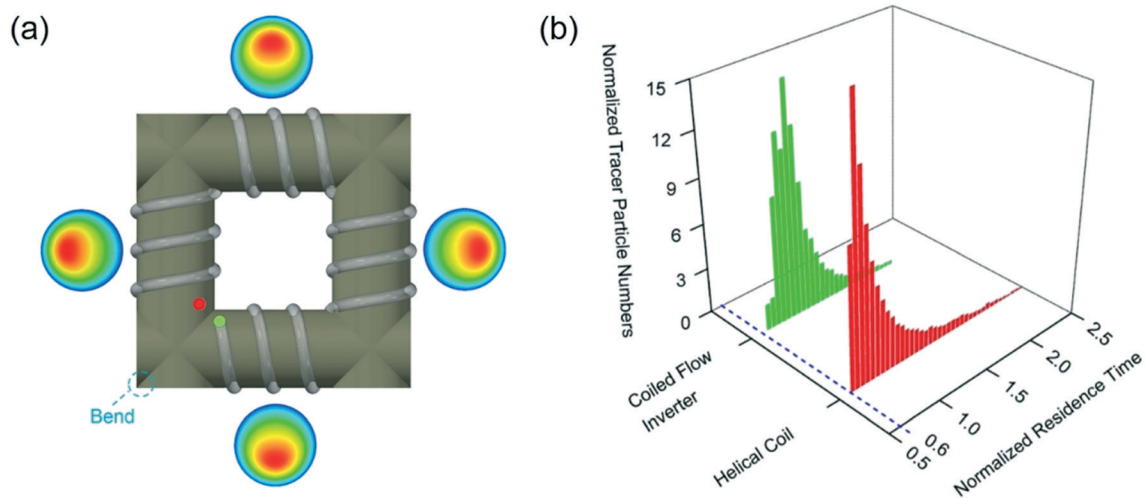 (a)
Bend
(b)
Normalized Tracer Particle Numbers
15
12
9
6
3
0
Coiled Flow
Inverter
Helical Coil
0.5
0.6
1.0
1.5
2.0
2.5
Normalized Residence Time